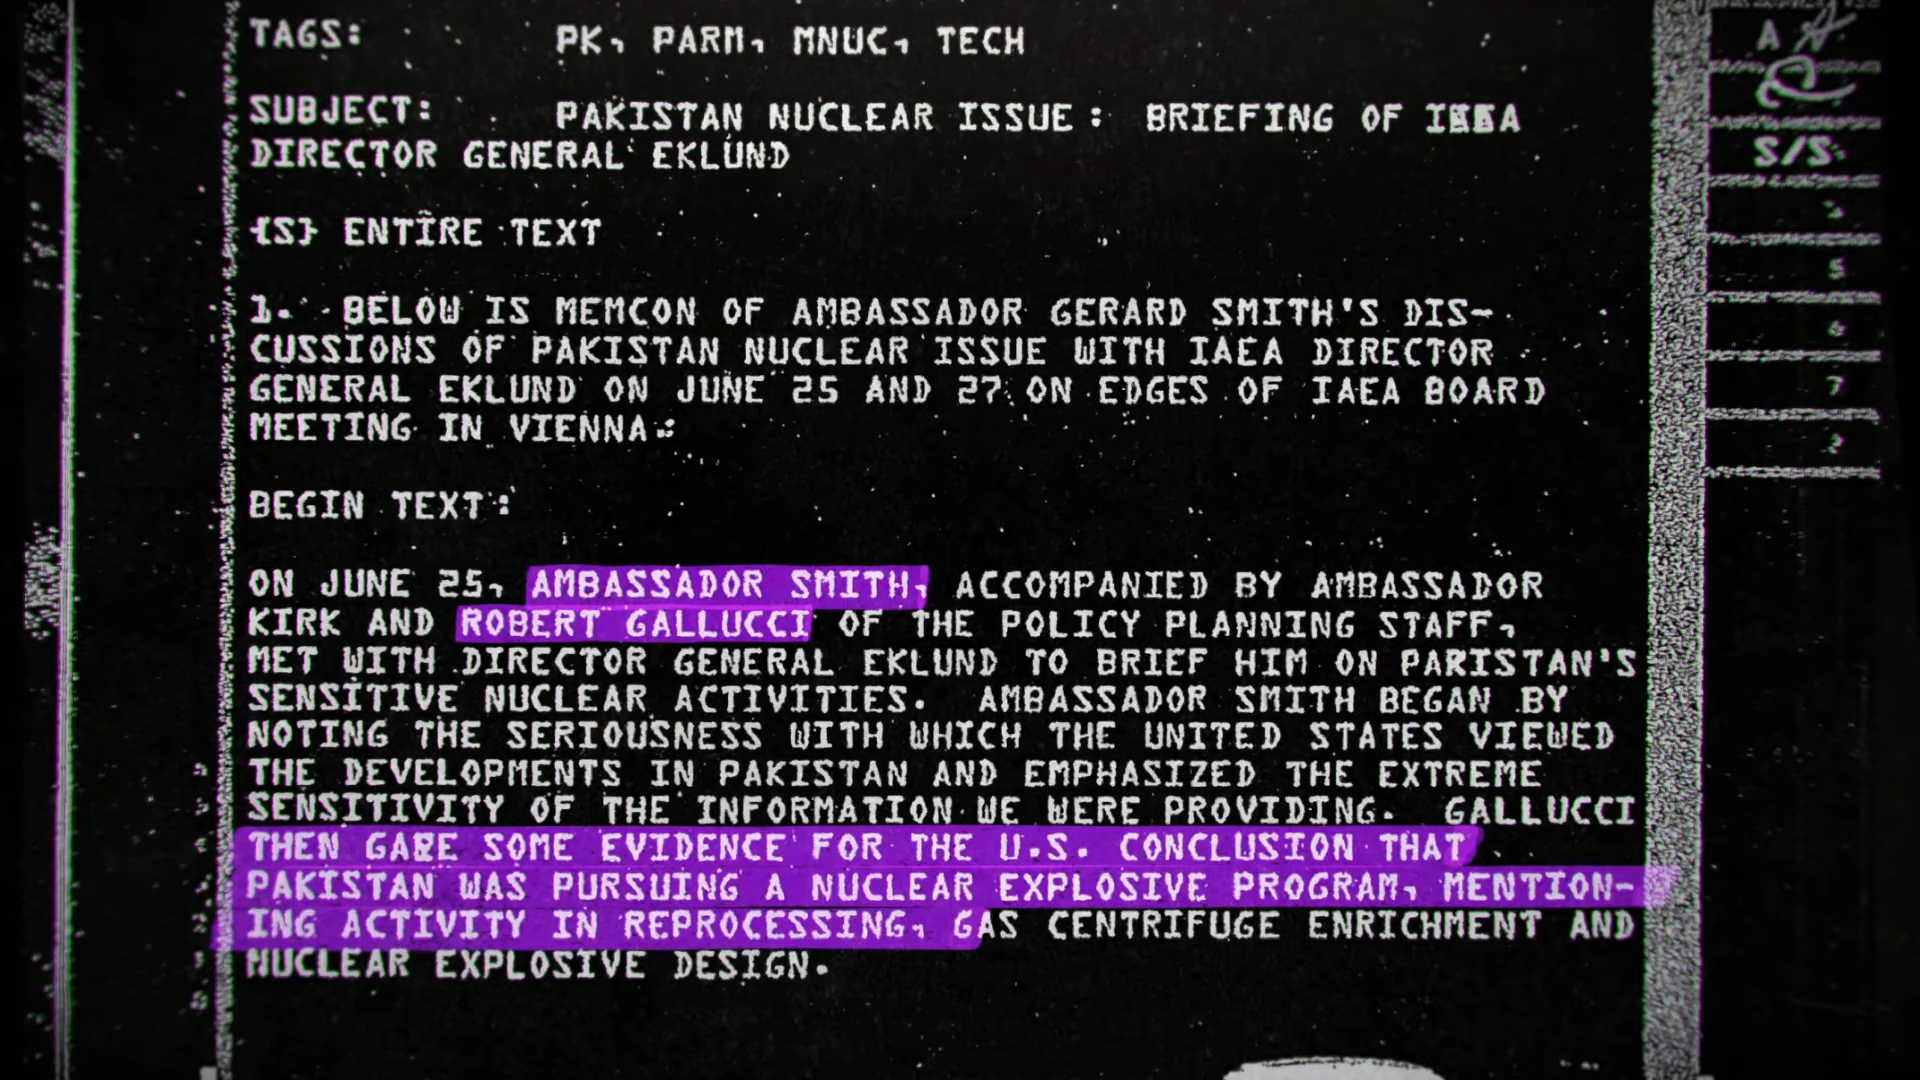 TAGS: PK, PARM, MNUC, TECH
SUBJECT: PAKISTAN NUCLEAR ISSUE: BRIEFING OF IAEA
DIRECTOR GENERAL EKLUND
{S} ENTIRE TEXT
1. BELOW IS MEMCON OF AMBASSADOR GERARD SMITH'S DIS-
CUSSIONS OF PAKISTAN NUCLEAR ISSUE WITH IAEA DIRECTOR
GENERAL EKLUND ON JUNE 25 AND 27 ON EDGES OF IAEA BOARD
MEETING IN VIENNA:
BEGIN TEXT:
ON JUNE 25, AMBASSADOR SMITH, ACCOMPANIED BY AMBASSADOR
KIRK AND ROBERT GALLUCCI OF THE POLICY PLANNING STAFF,
MET WITH DIRECTOR GENERAL EKLUND TO BRIEF HIM ON PAKISTAN'S
SENSITIVE NUCLEAR ACTIVITIES. AMBASSADOR SMITH BEGAN BY
NOTING THE SERIOUSNESS WITH WHICH THE UNITED STATES VIEWED
THE DEVELOPMENTS IN PAKISTAN AND EMPHASIZED THE EXTREME
SENSITIVITY OF THE INFORMATION WE WERE PROVIDING. GALLUCCI
THEN GAVE SOME EVIDENCE FOR THE U.S. CONCLUSION THAT
PAKISTAN WAS PURSUING A NUCLEAR EXPLOSIVE PROGRAM, MENTION-
ING ACTIVITY IN REPROCESSING, GAS CENTRIFUGE ENRICHMENT AND
NUCLEAR EXPLOSIVE DESIGN.
A
S/S
5
6
7